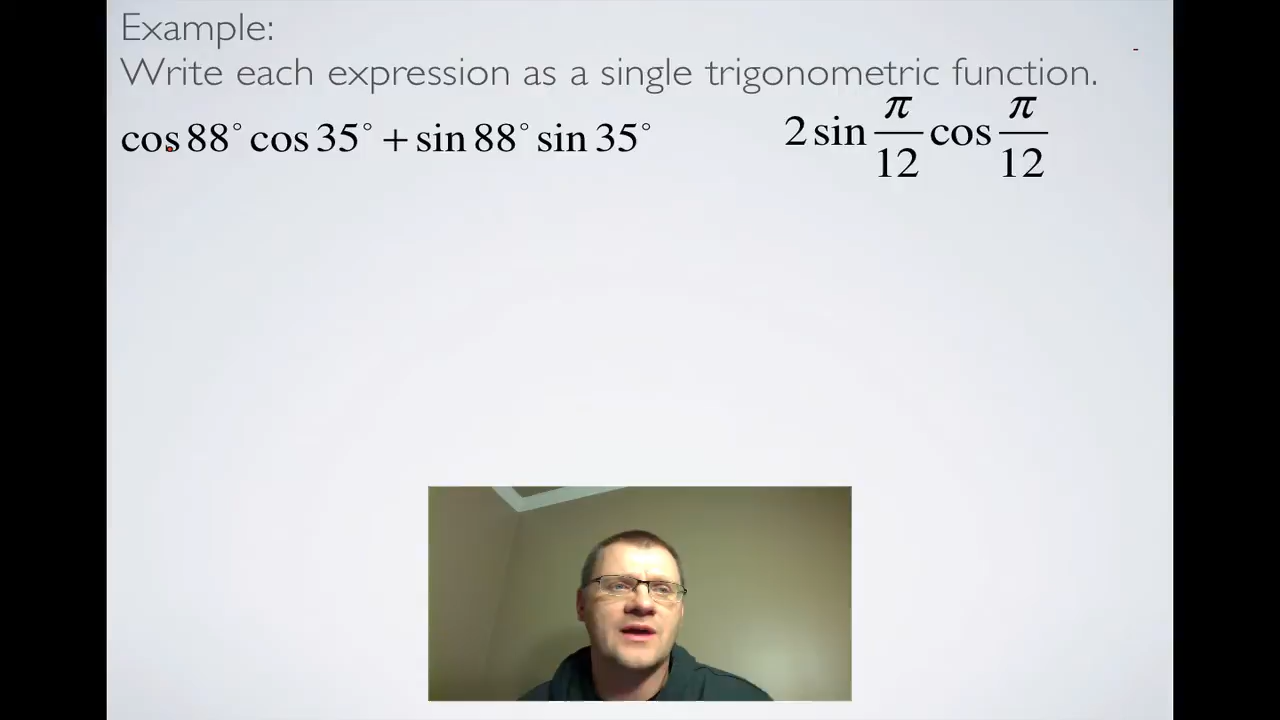 Example:
Write each expression as a single trigonometric function.
cos 88° cos 35° + sin 88° sin 35°
2 sin π/12 cos π/12